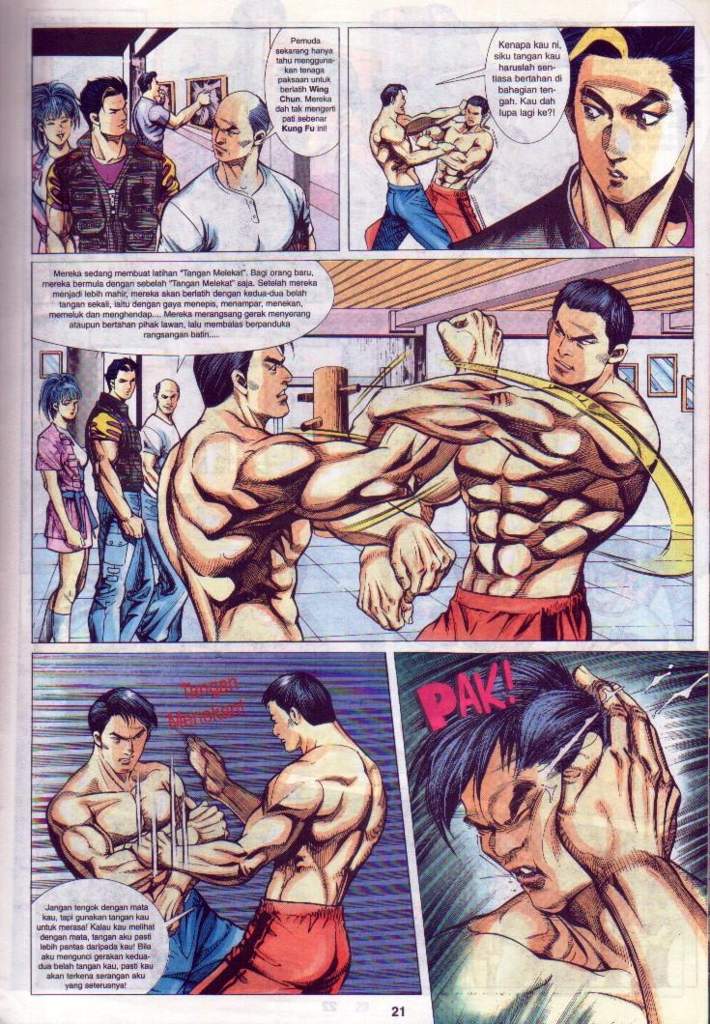 Pemuda
sekarang hanya
tahu mengguna-
kan tenaga
paksaan untuk
berlatih Wing
Chun. Mereka
dah tak mengerti
pati seni
Kung Fu ini!
Kenapa kau ni,
siku tangan kau
haruslah sen-
tiasa bertahan di
bahagian ten-
gah. Kau dah
lupa lagi ke?!
Mereka sedang membuat latihan "Tangan Melekat". Bagi orang baru,
mereka bermula dengan sebelah "Tangan Melekat" saja. Setelah mereka
menjadi lebih mahir, mereka akan berlatih dengan kedua-dua belah
tangan sekali, iaitu dengan gaya menepis, menampar, menekan,
memeluk dan menghendap.... Mereka merangsang gerak menyerang
ataupun bertahan pihak lawan, lalu membalas berpandukan
rangsangan batin....
Tangan
Jangan tengok dengan mata
kau, tapi gunakan tangan kau
untuk merasa! Kalau kau melihat
dengan mata, tangan aku pasti
lebih pantas daripada kau! Bila
aku mengunci gerakan kedua-
dua belah tangan kau, pasti kau
akan terkena serangan aku
yang seterusnya!
PAK!
21